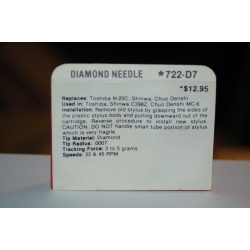 DIAMOND NEEDLE *722-D7
*$12.95
Replaces: Toshiba N-20C, Shinwa, Chuo Denshi
Used in: Toshiba, Shinwa C398Z, Chuo Denshi MC-6
Installation: Remove old stylus by grasping the sides of
the plastic stylus body and pulling downward out of the
cartridge. Reverse procedure to install new stylus.
CAUTION: DO NOT handle small tube portion of stylus
which is very fragile.
Tip Material: Diamond
Tip Radius: .0007
Tracking Force: 3 to 5 grams
Speeds: 33 & 45 RPM